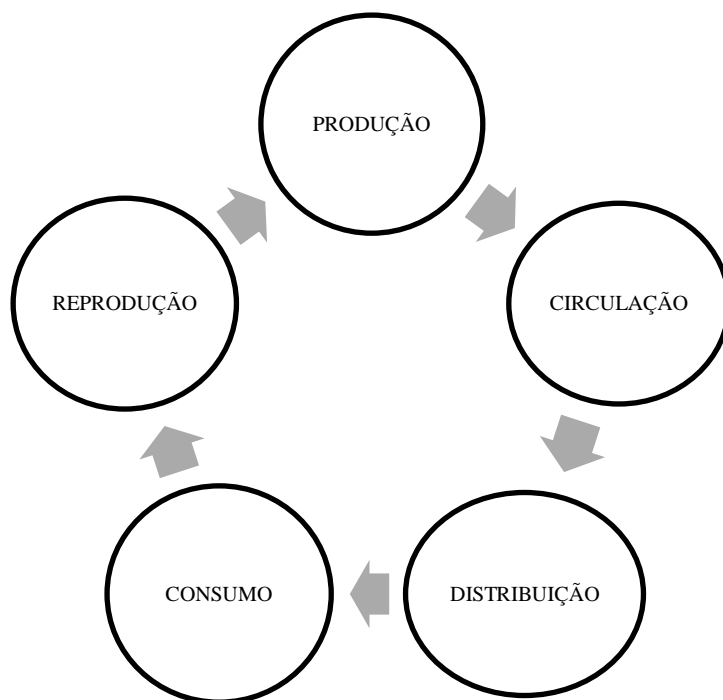 PRODUÇÃO
CIRCULAÇÃO
DISTRIBUIÇÃO
CONSUMO
REPRODUÇÃO